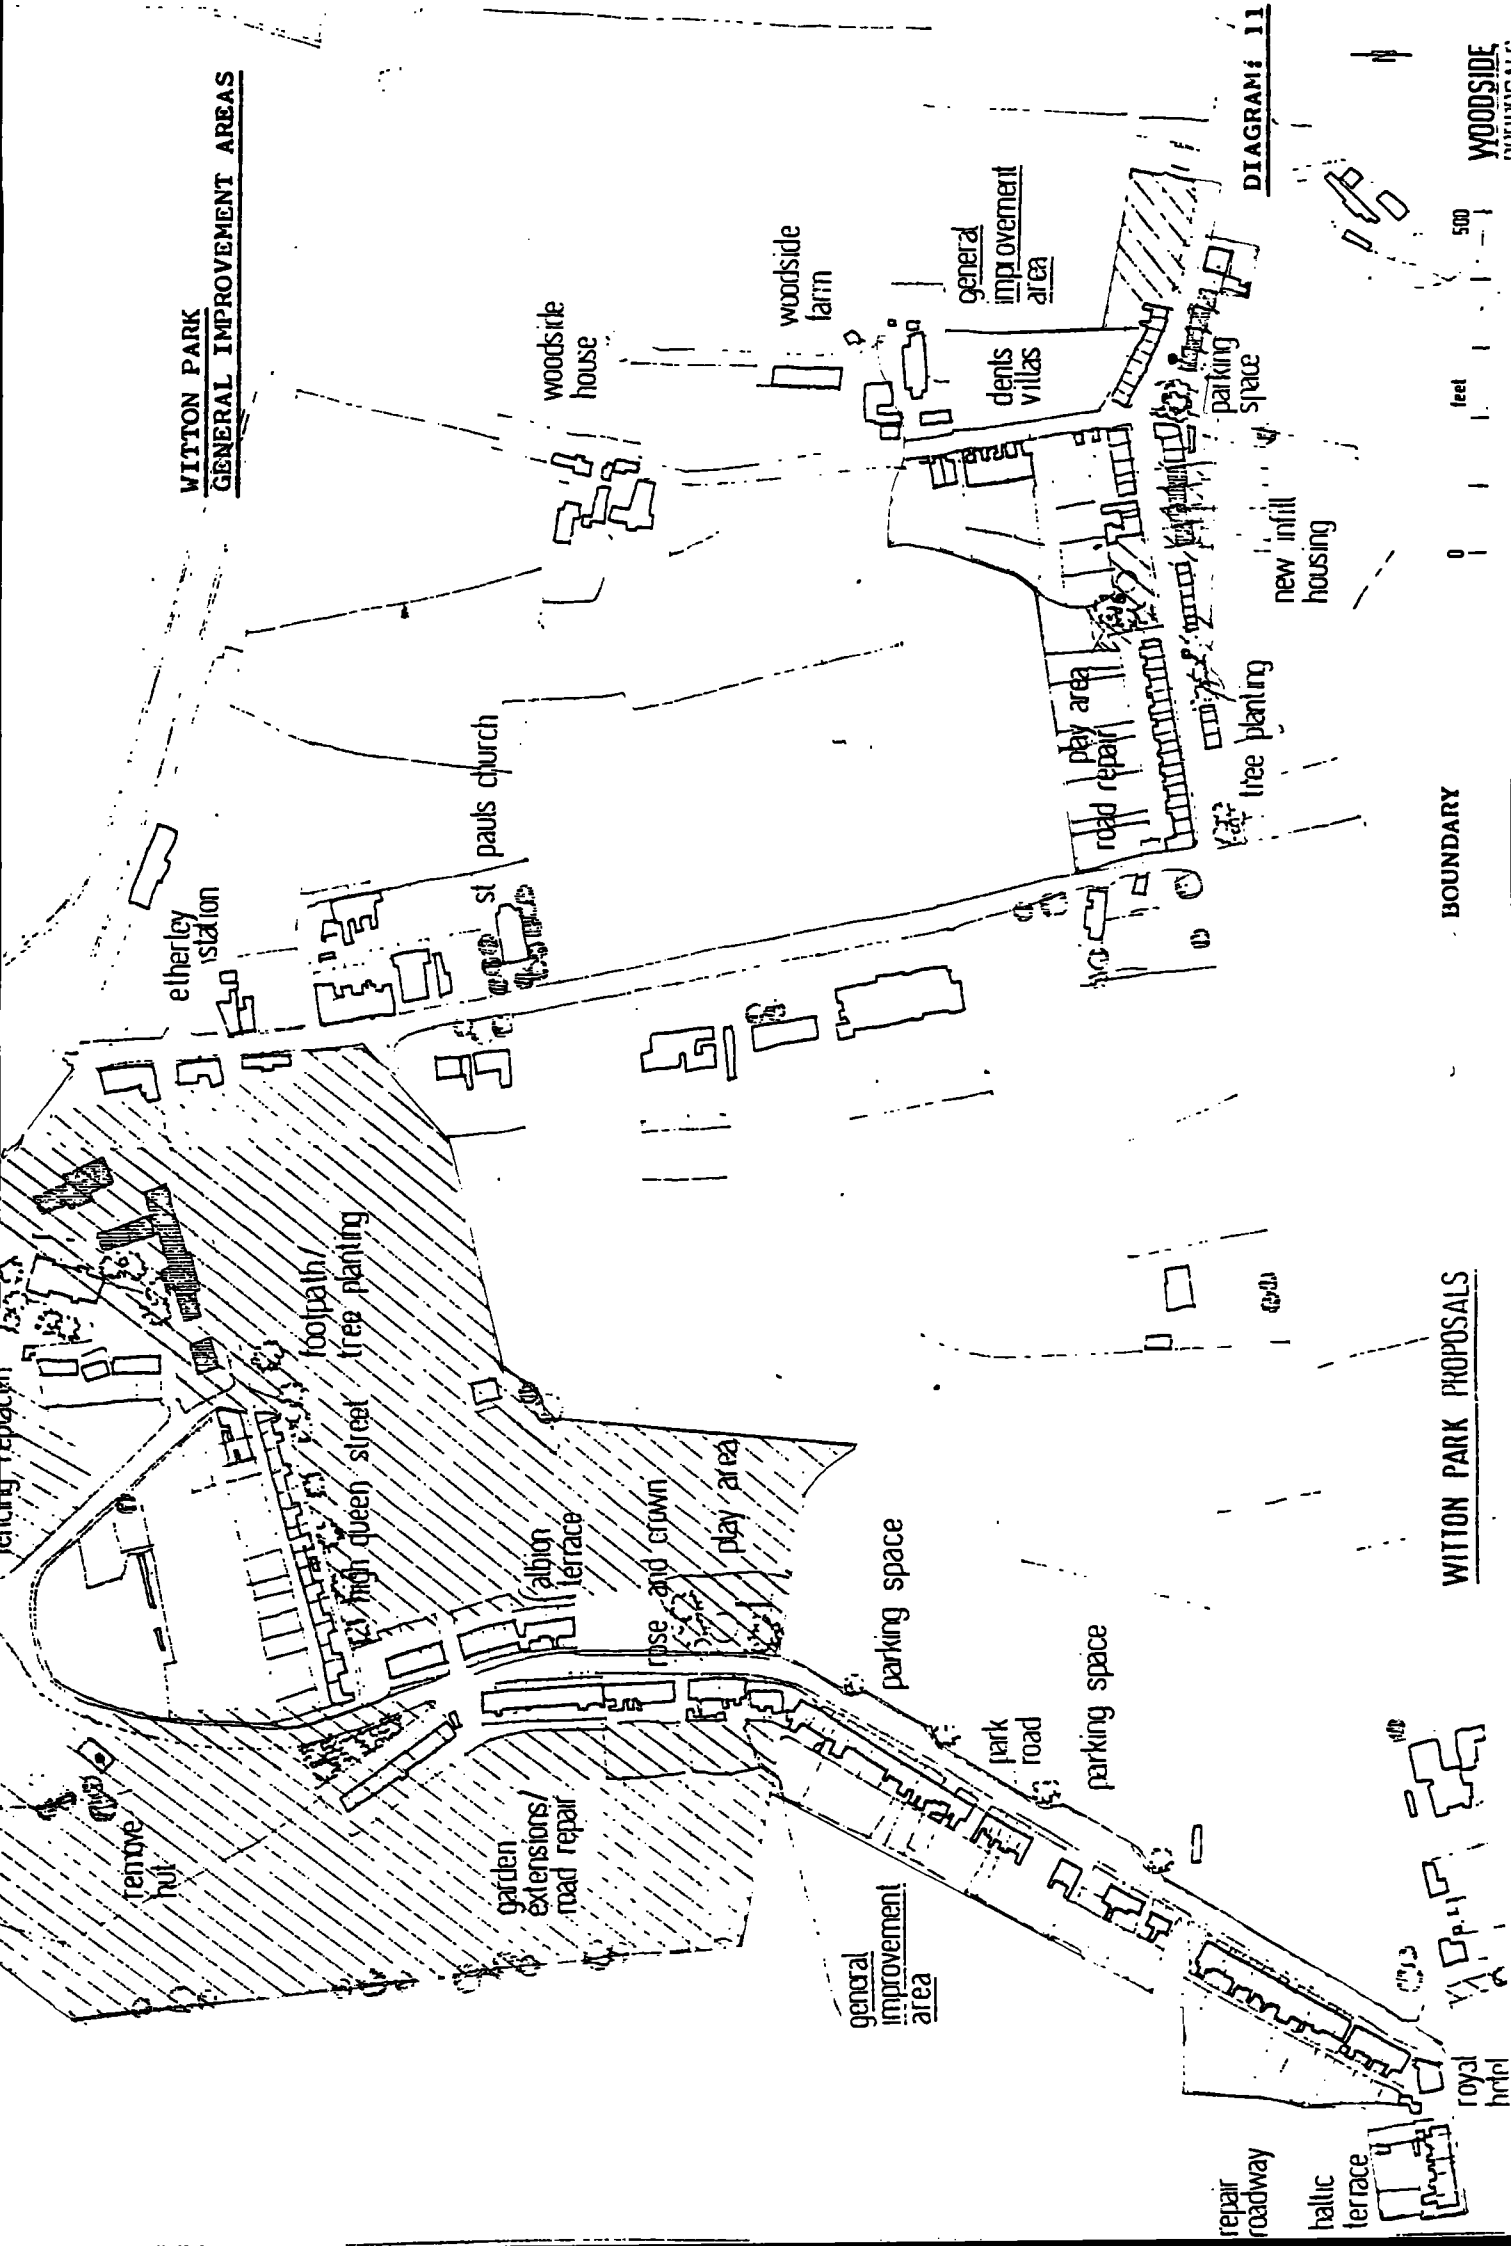 WITTON PARK
GENERAL IMPROVEMENT AREAS
etherley
station
woodside
house
st pauls church
woodside
farm
general
improvement
area
dents
villas
footpath/
tree planting
high queen street
remove
hut
albion
terrace
garden
extensions/
road repair
rose and crown
play area
parking space
general
improvement
area
park
road
parking space
play area
road repair
parking
space
tree planting
new infill
housing
DIAGRAM: 11
repair
roadway
baltic
terrace
royal
hotel
WITTON PARK PROPOSALS
BOUNDARY
0
feet
500
WOODSIDE